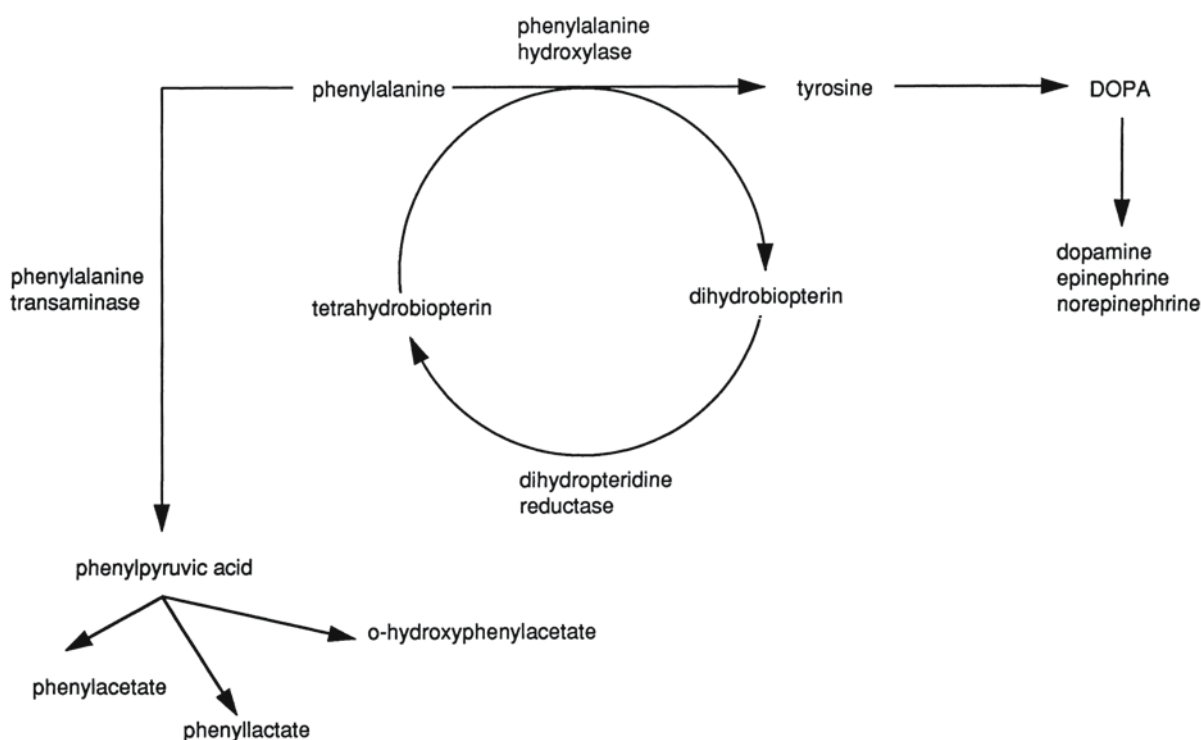 phenylalanine
hydroxylase
phenylalanine
tyrosine
DOPA
phenylalanine
transaminase
tetrahydrobiopterin
dihydrobiopterin
dopamine
epinephrine
norepinephrine
dihydropteridine
reductase
phenylpyruvic acid
o-hydroxyphenylacetate
phenylacetate
phenyllactate